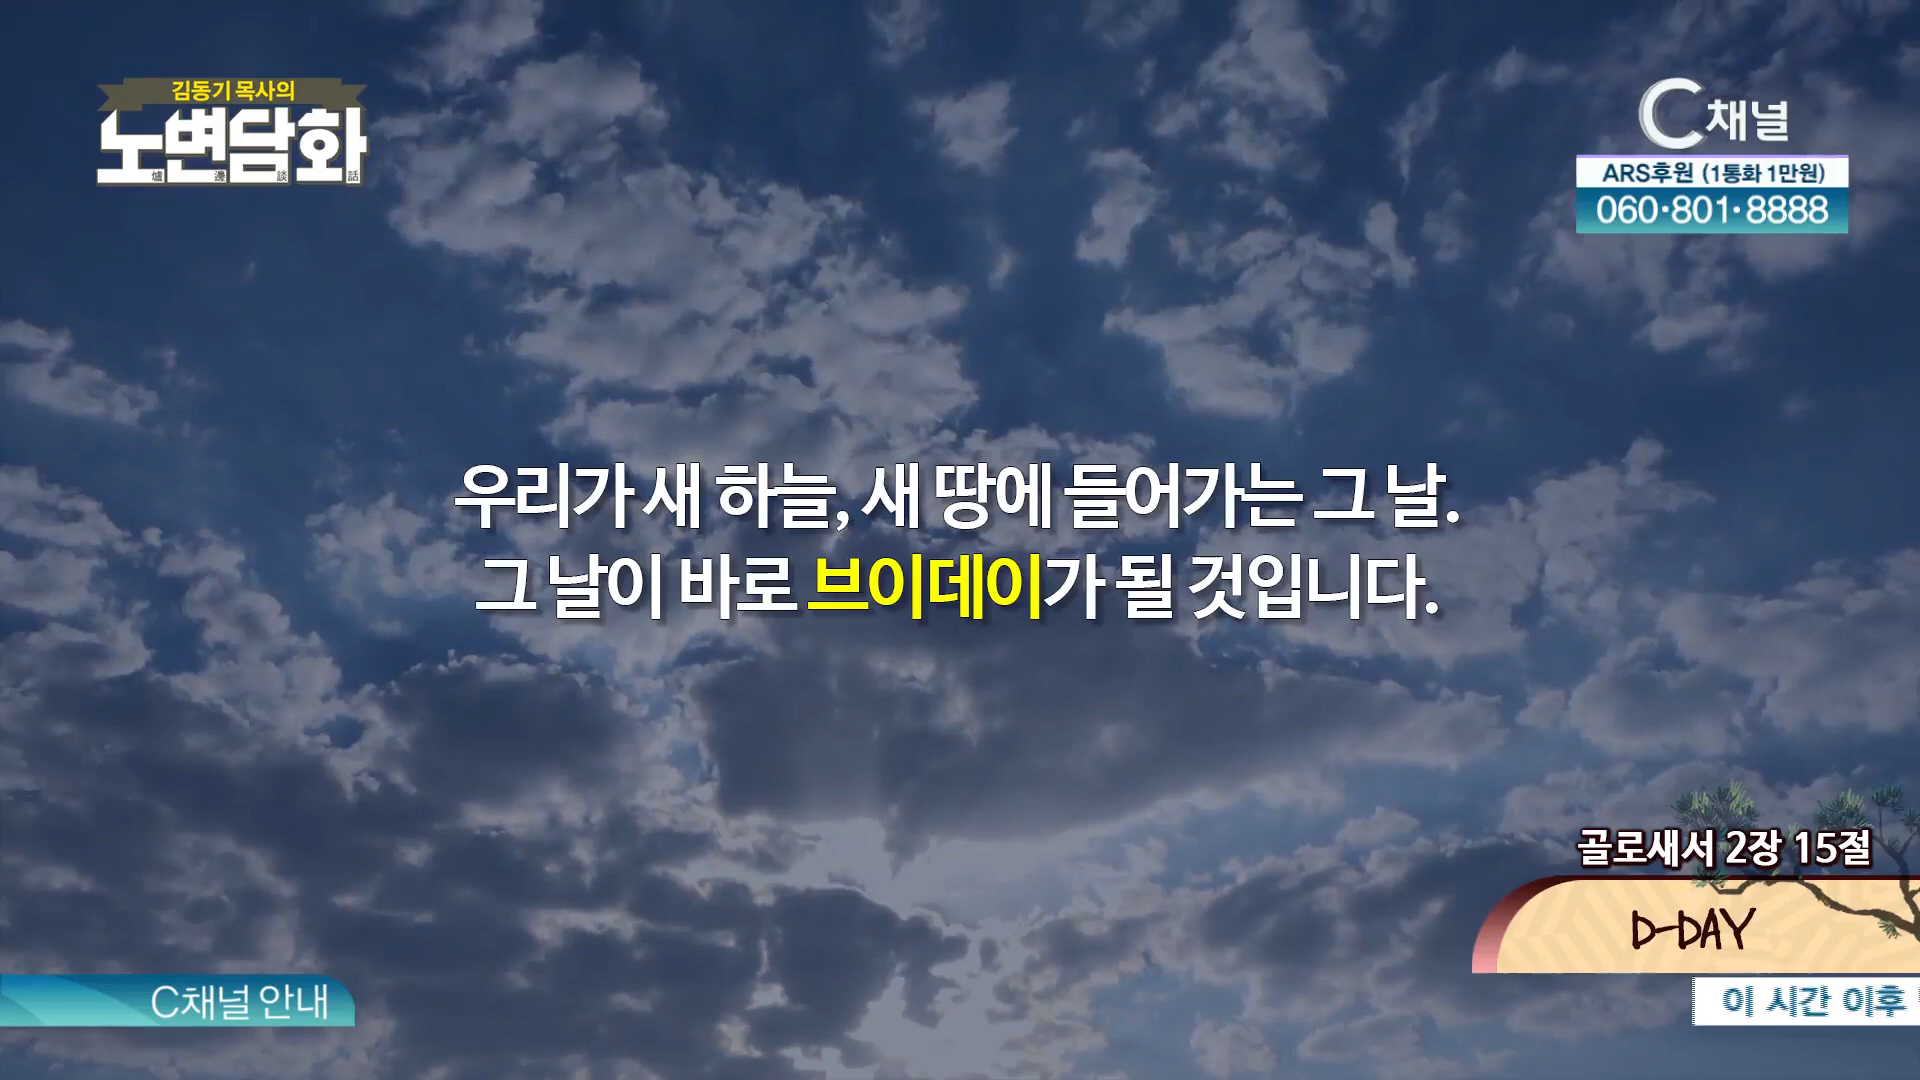 김동기 목사의
노변담화
爐邊談話
C채널
ARS후원 (1통화 1만원)
060·801·8888
우리가 새 하늘, 새 땅에 들어가는 그 날.
그 날이 바로 브이데이가 될 것입니다.
골로새서 2장 15절
D-DAY
C채널 안내
이 시간 이후